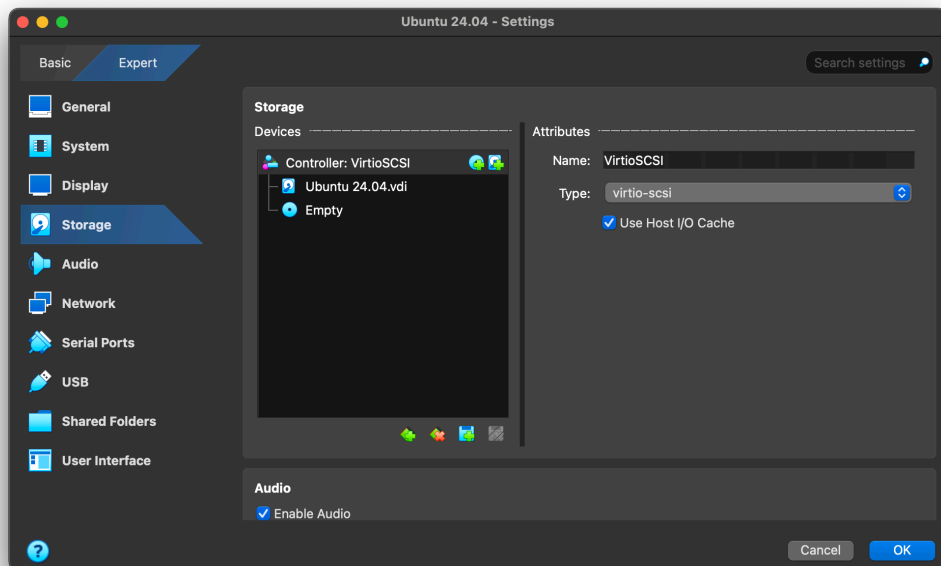 Ubuntu 24.04 - Settings
Basic
Expert
Search settings
General
System
Display
Storage
Audio
Network
Serial Ports
USB
Shared Folders
User Interface
Storage
Devices
Controller: VirtioSCSI
Ubuntu 24.04.vdi
Empty
Attributes
Name: VirtioSCSI
Type: virtio-scsi
Use Host I/O Cache
Audio
Enable Audio
?
Cancel
OK